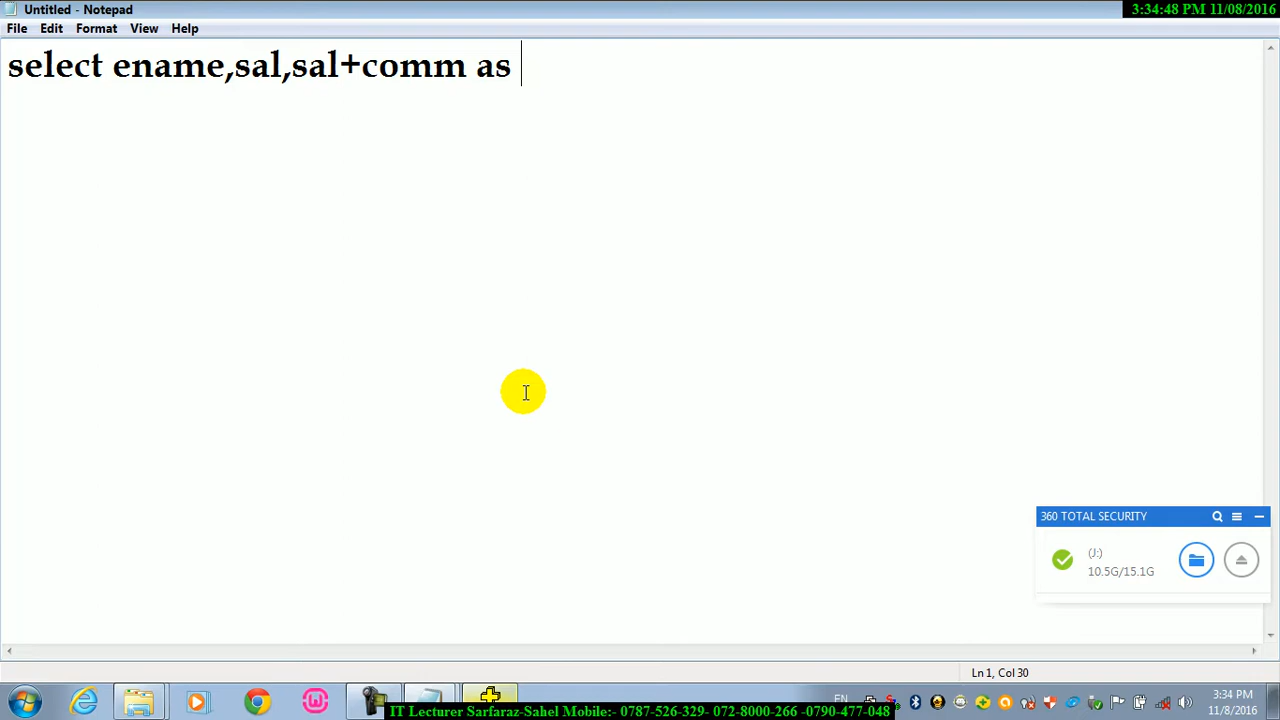 Untitled - Notepad
3:34:48 PM 11/08/2016
File Edit Format View Help
select ename,sal,sal+comm as
360 TOTAL SECURITY
(J:)
10.5G/15.1G
Ln 1, Col 30
EN
3:34 PM
11/8/2016
IT Lecturer Sarfaraz-Sahel Mobile:- 0787-526-329- 072-8000-266 -0790-477-048